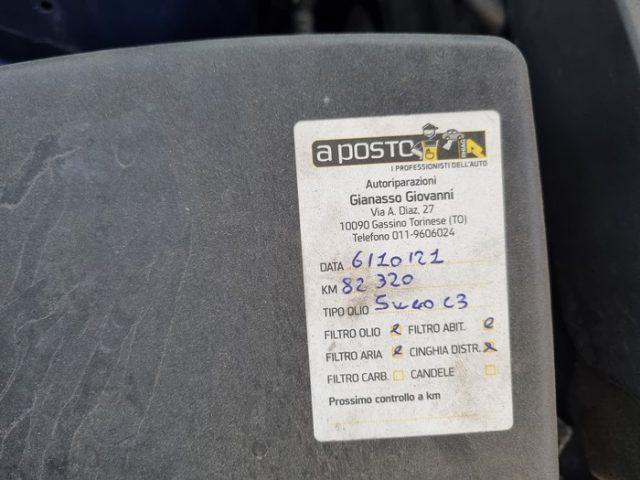 a POSTO
I PROFESSIONISTI DELL'AUTO
Autoriparazioni
Gianasso Giovanni
Via A. Diaz, 27
10090 Gassino Torinese (TO)
Telefono 011-9606024
DATA 6/10/21
KM 82 320
TIPO OLIO 5w40 c3
FILTRO OLIO FILTRO ABIT.
FILTRO ARIA CINGHIA DISTR.
FILTRO CARB. CANDELE
Prossimo controllo a km